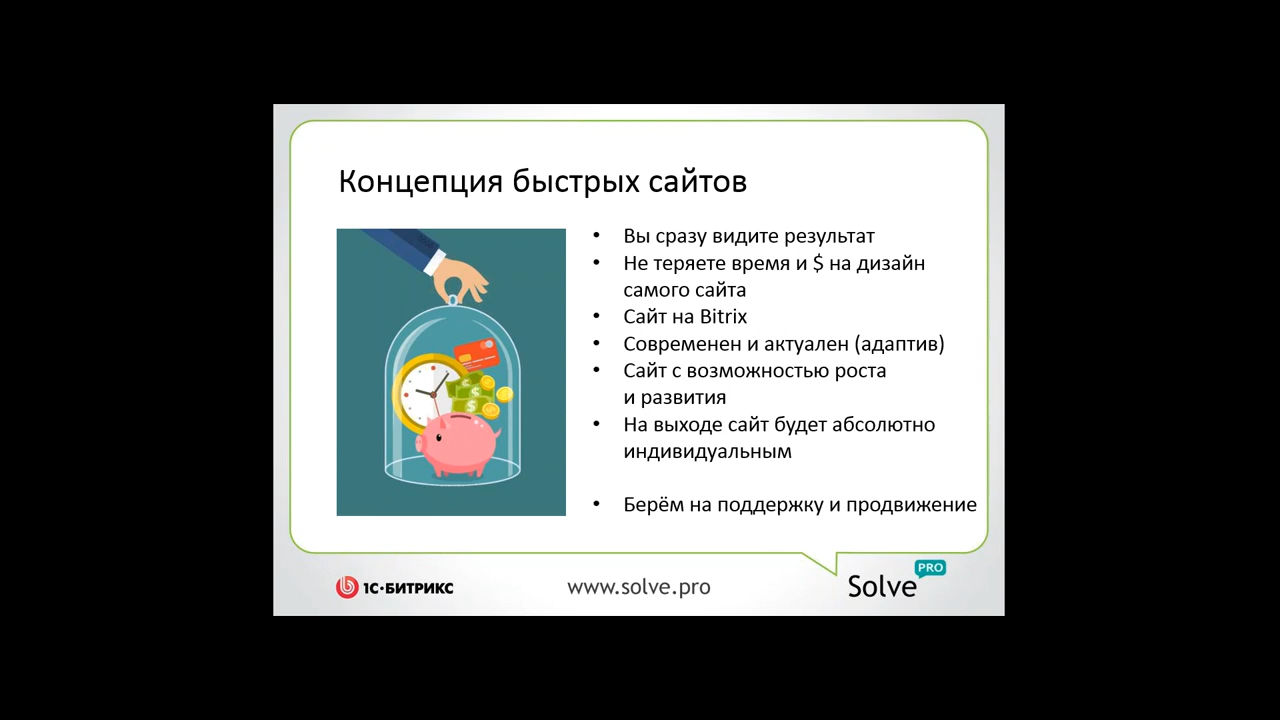 Концепция быстрых сайтов
• Вы сразу видите результат
• Не теряете время и $ на дизайн
самого сайта
• Сайт на Bitrix
• Современен и актуален (адаптив)
• Сайт с возможностью роста
и развития
• На выходе сайт будет абсолютно
индивидуальным
• Берём на поддержку и продвижение
1С·БИТРИКС
www.solve.pro
Solve PRO